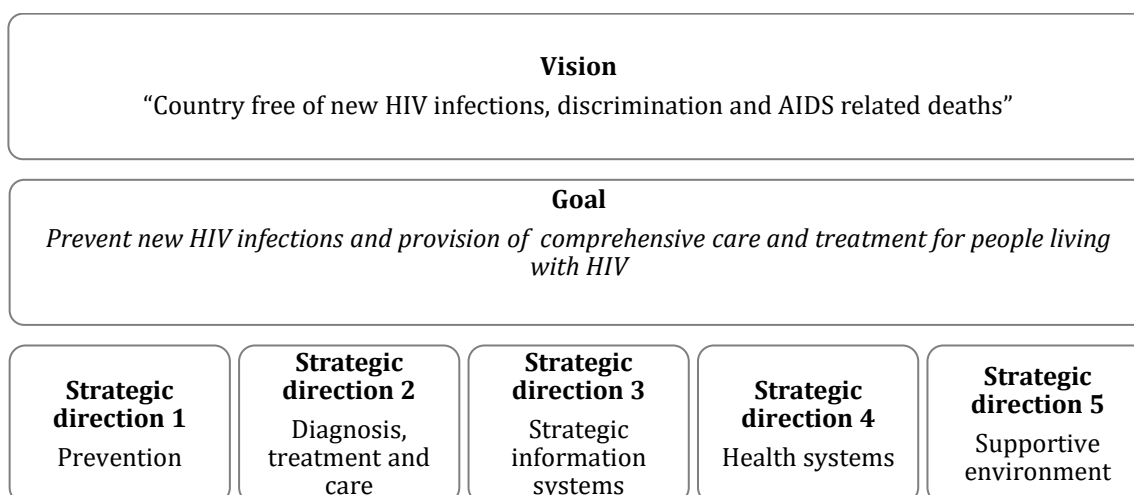 Vision
“Country free of new HIV infections, discrimination and AIDS related deaths”
Goal
Prevent new HIV infections and provision of comprehensive care and treatment for people living
with HIV
Strategic
direction 1
Prevention
Strategic
direction 2
Diagnosis,
treatment and
care
Strategic
direction 3
Strategic
information
systems
Strategic
direction 4
Health systems
Strategic
direction 5
Supportive
environment